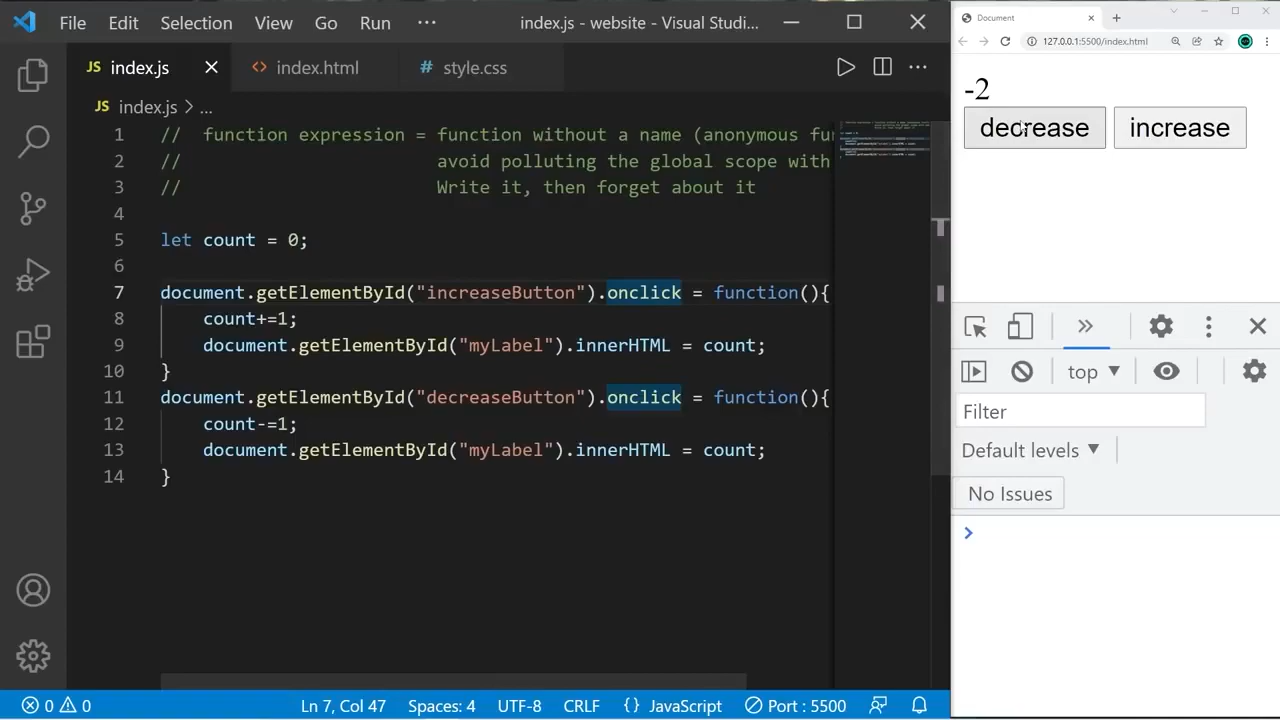 File Edit Selection View Go Run ··· index.js - website - Visual Studi...
JS index.js <> index.html # style.css
JS index.js > ...
1 // function expression = function without a name (anonymous fu
2 // avoid polluting the global scope with
3 // Write it, then forget about it
4
5 let count = 0;
6
7 document.getElementById("increaseButton").onclick = function(){
8 count+=1;
9 document.getElementById("myLabel").innerHTML = count;
10 }
11 document.getElementById("decreaseButton").onclick = function(){
12 count-=1;
13 document.getElementById("myLabel").innerHTML = count;
14 }
0 0 Ln 7, Col 47 Spaces: 4 UTF-8 CRLF {} JavaScript Port : 5500
Document
127.0.0.1:5500/index.html
-2
decrease increase
top
Filter
Default levels
No Issues
>